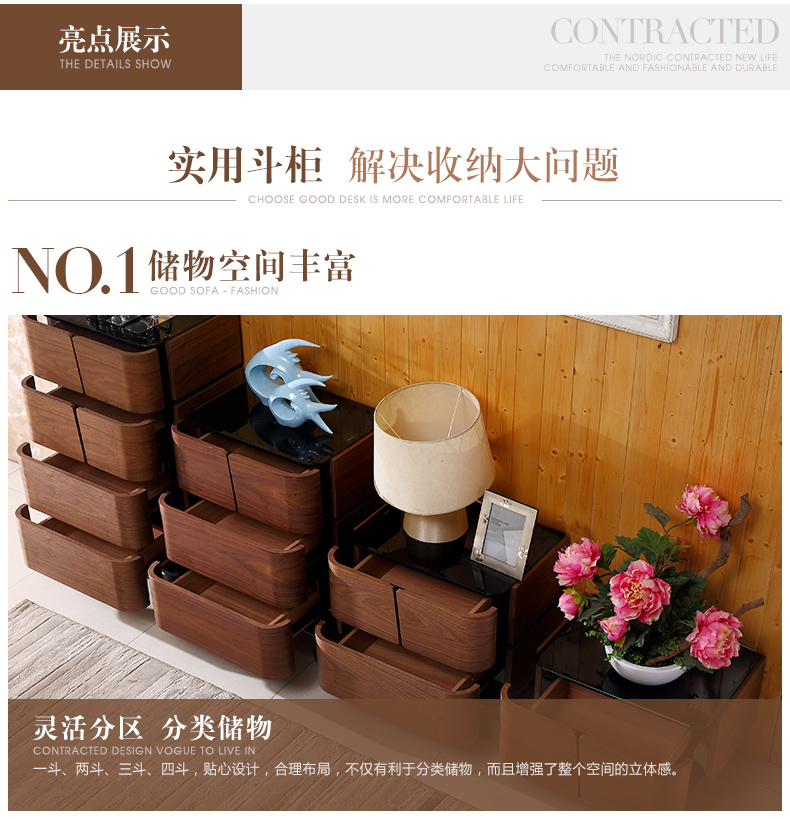 亮点展示
THE DETAILS SHOW
CONTRACTED
THE NORDIC CONTRACTED NEW LIFE
COMFORTABLE AND FASHIONABLE AND DURABLE
实用斗柜 解决收纳大问题
CHOOSE GOOD DESK IS MORE COMFORTABLE LIFE
NO.1 储物空间丰富
GOOD SOFA - FASHION
灵活分区 分类储物
CONTRACTED DESIGN VOGUE TO LIVE IN
一斗、两斗、三斗、四斗，贴心设计，合理布局，不仅有利于分类储物，而且增强了整个空间的立体感。